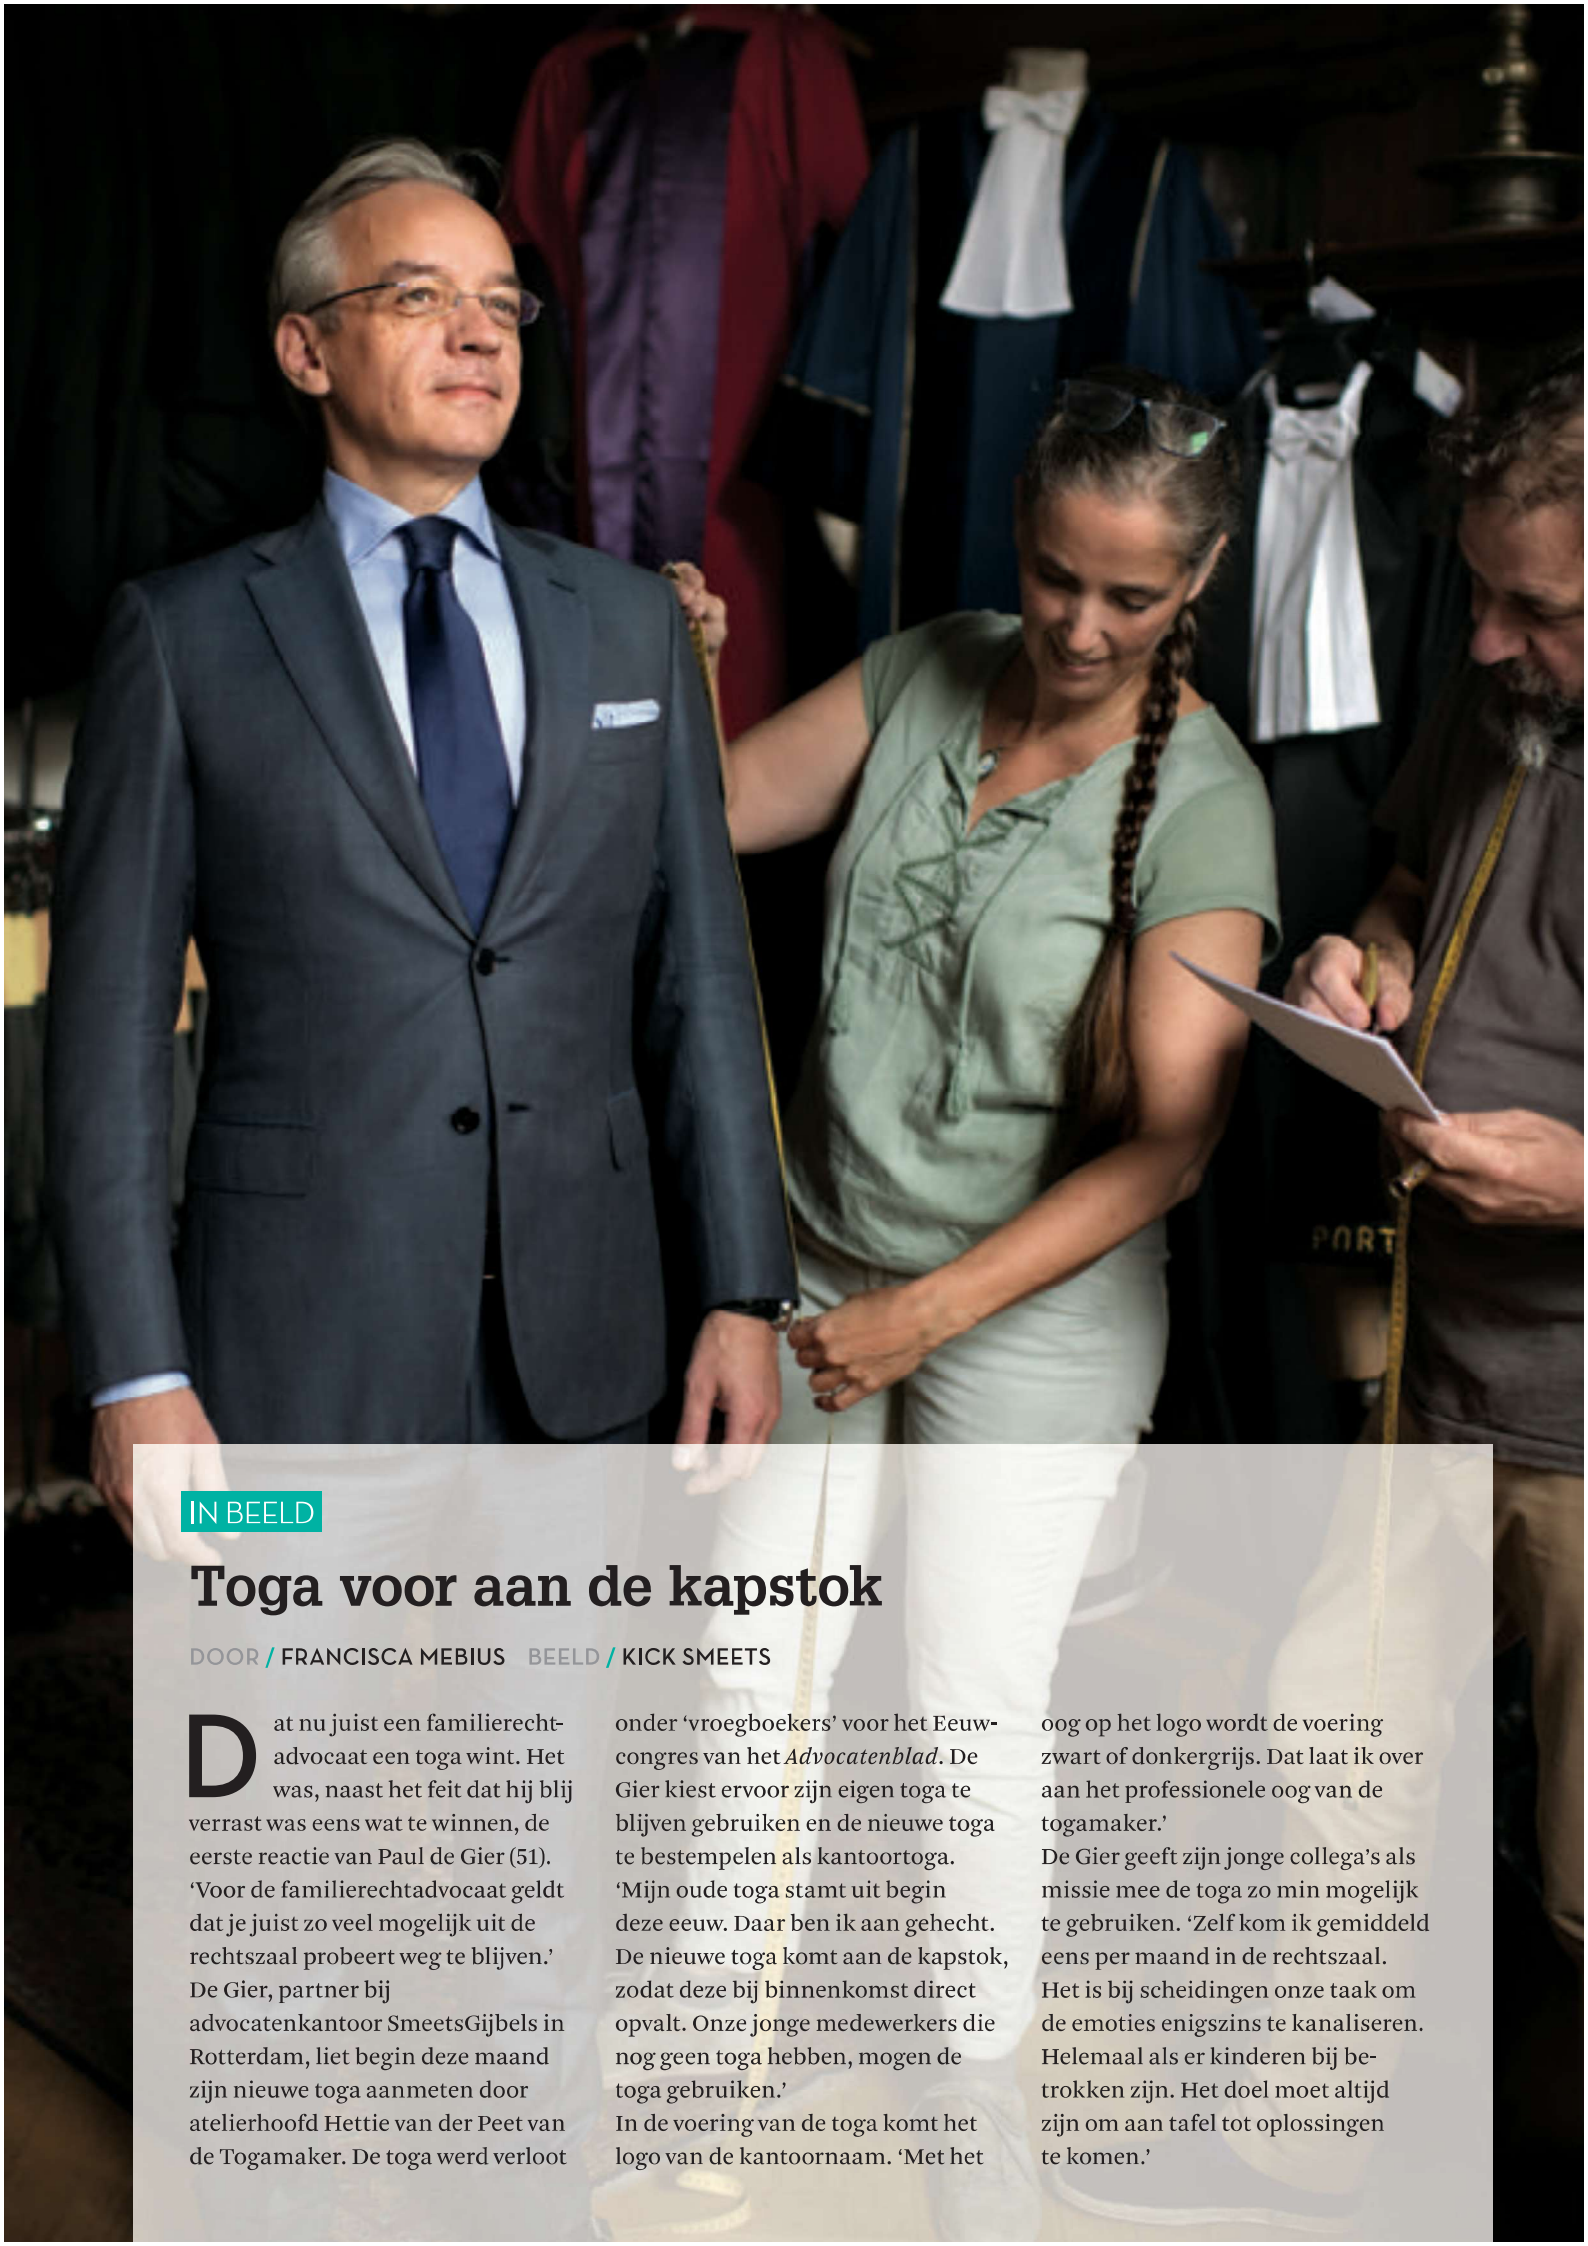 PORT
IN BEELD
Toga voor aan de kapstok
DOOR / FRANCISCA MEBIUS BEELD / KICK SMEETS
Dat nu juist een familierecht-
advocaat een toga wint. Het
was, naast het feit dat hij blij
verrast was eens wat te winnen, de
eerste reactie van Paul de Gier (51).
‘Voor de familierechtadvocaat geldt
dat je juist zo veel mogelijk uit de
rechtszaal probeert weg te blijven.’
De Gier, partner bij
advocatenkantoor SmeetsGijbels in
Rotterdam, liet begin deze maand
zijn nieuwe toga aanmeten door
atelierhoofd Hettie van der Peet van
de Togamaker. De toga werd verloot
onder ‘vroegboekers’ voor het Eeuw-
congres van het Advocatenblad. De
Gier kiest ervoor zijn eigen toga te
blijven gebruiken en de nieuwe toga
te bestempelen als kantoortoga.
‘Mijn oude toga stamt uit begin
deze eeuw. Daar ben ik aan gehecht.
De nieuwe toga komt aan de kapstok,
zodat deze bij binnenkomst direct
opvalt. Onze jonge medewerkers die
nog geen toga hebben, mogen de
toga gebruiken.’
In de voering van de toga komt het
logo van de kantoornaam. ‘Met het
oog op het logo wordt de voering
zwart of donkergrijs. Dat laat ik over
aan het professionele oog van de
togamaker.’
De Gier geeft zijn jonge collega’s als
missie mee de toga zo min mogelijk
te gebruiken. ‘Zelf kom ik gemiddeld
eens per maand in de rechtszaal.
Het is bij scheidingen onze taak om
de emoties enigszins te kanaliseren.
Helemaal als er kinderen bij be-
trokken zijn. Het doel moet altijd
zijn om aan tafel tot oplossingen
te komen.’